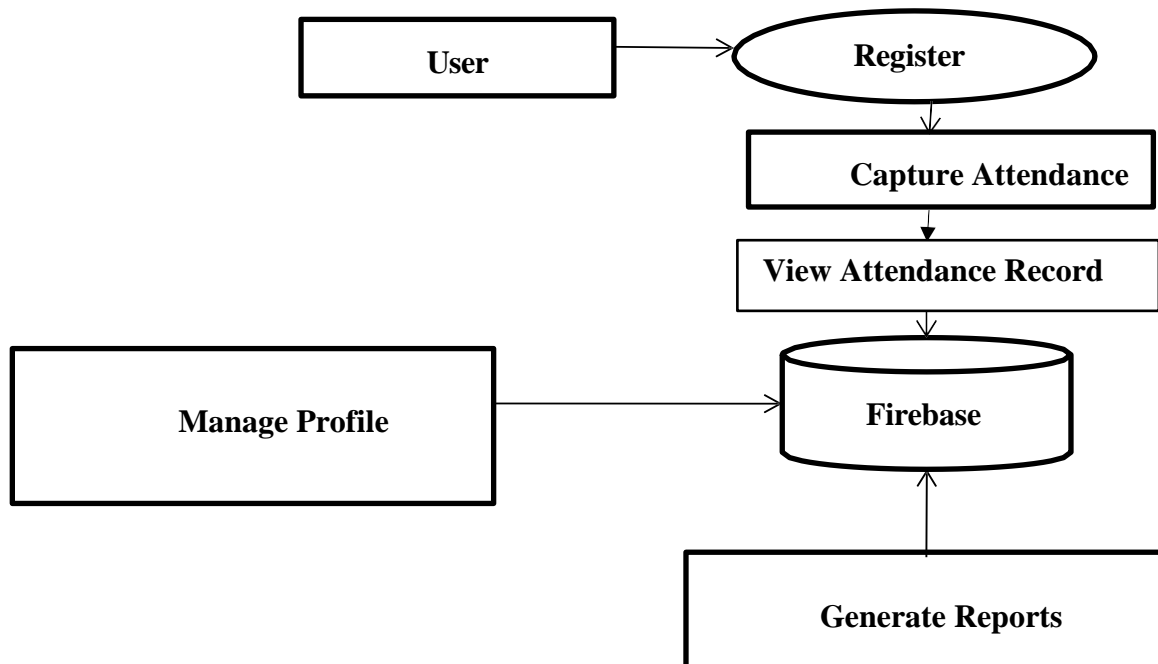 User
Register
Capture Attendance
View Attendance Record
Manage Profile
Firebase
Generate Reports